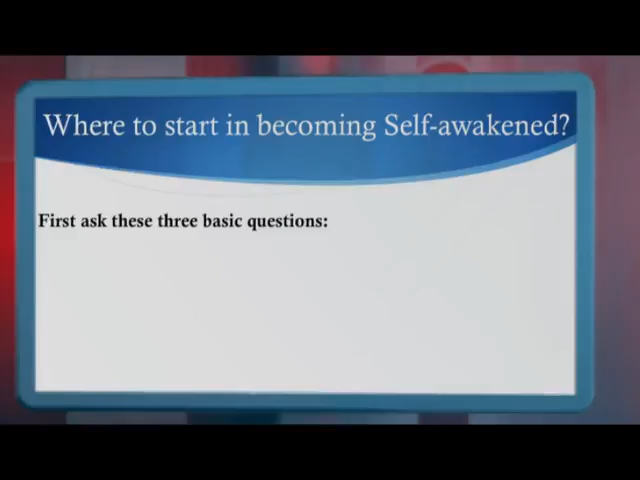 Where to start in becoming Self-awakened?
First ask these three basic questions: